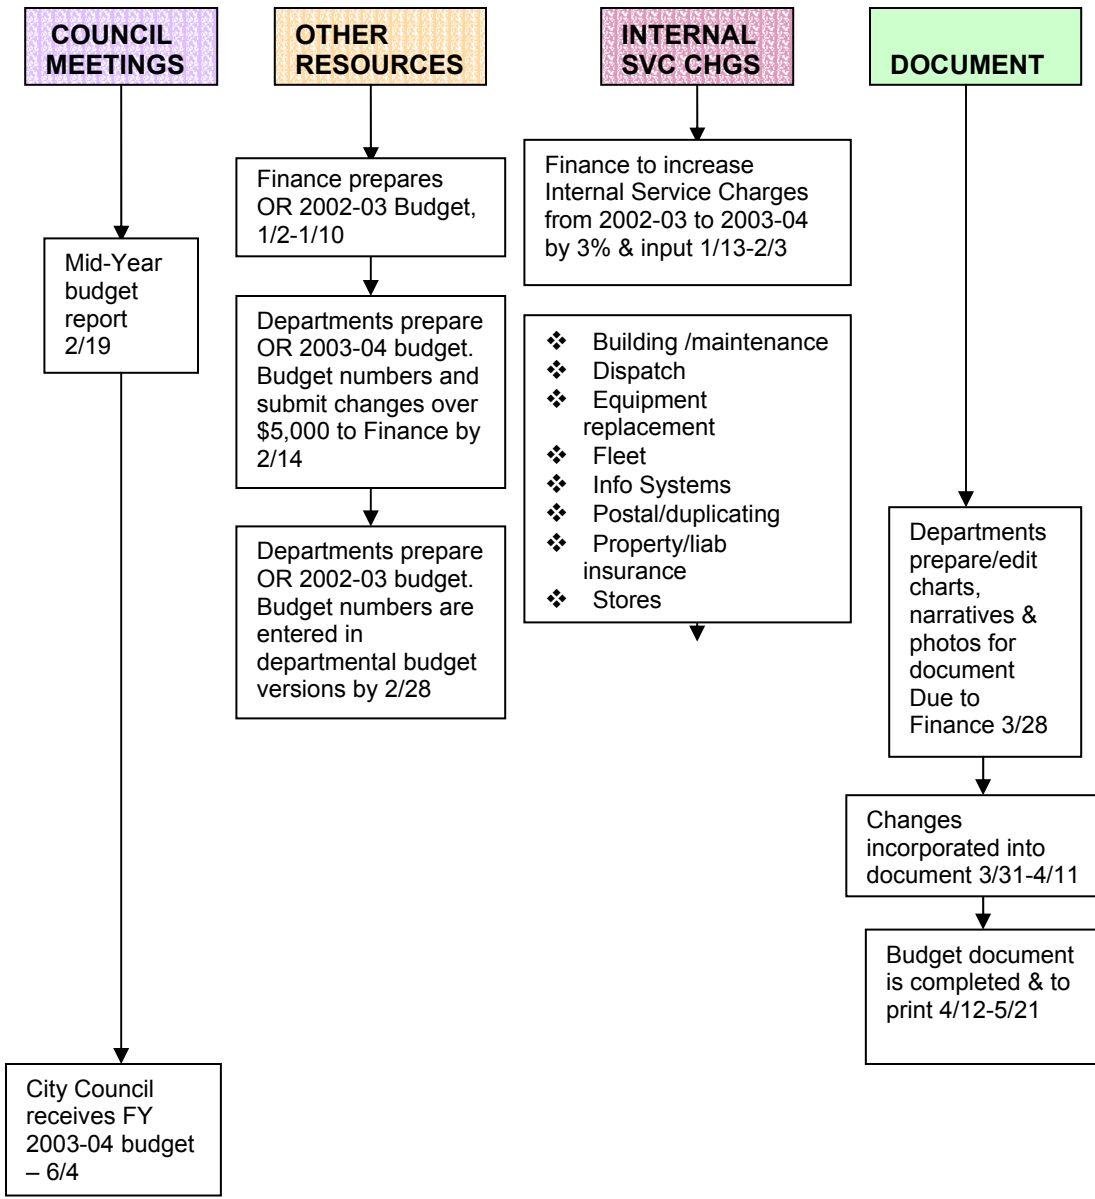 COUNCIL
MEETINGS
Mid-Year
budget
report
2/19
City Council
receives FY
2003-04 budget
– 6/4
OTHER
RESOURCES
Finance prepares
OR 2002-03 Budget,
1/2-1/10
Departments prepare
OR 2003-04 budget.
Budget numbers and
submit changes over
$5,000 to Finance by
2/14
Departments prepare
OR 2002-03 budget.
Budget numbers are
entered in
departmental budget
versions by 2/28
INTERNAL
SVC CHGS
Finance to increase
Internal Service Charges
from 2002-03 to 2003-04
by 3% & input 1/13-2/3
❖ Building /maintenance
❖ Dispatch
❖ Equipment
replacement
❖ Fleet
❖ Info Systems
❖ Postal/duplicating
❖ Property/liab
insurance
❖ Stores
DOCUMENT
Departments
prepare/edit
charts,
narratives &
photos for
document
Due to
Finance 3/28
Changes
incorporated into
document 3/31-4/11
Budget document
is completed & to
print 4/12-5/21